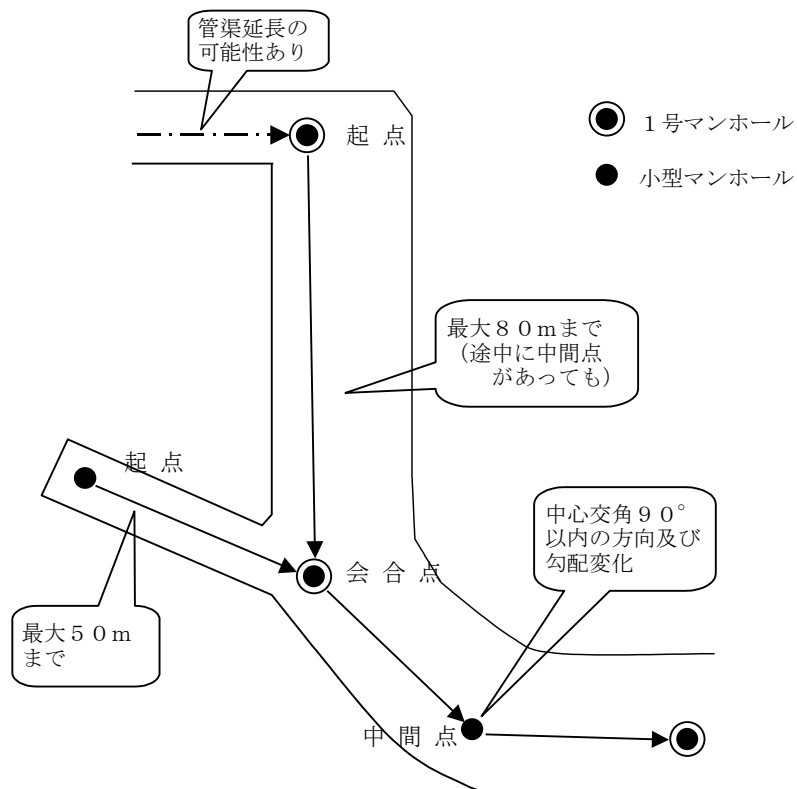 管渠延長の
可能性あり
起 点
１号マンホール
小型マンホール
最大８０ｍまで
（途中に中間点
があっても）
起 点
中心交角９０°
以内の方向及び
勾配変化
会 合 点
最大５０ｍ
まで
中 間 点